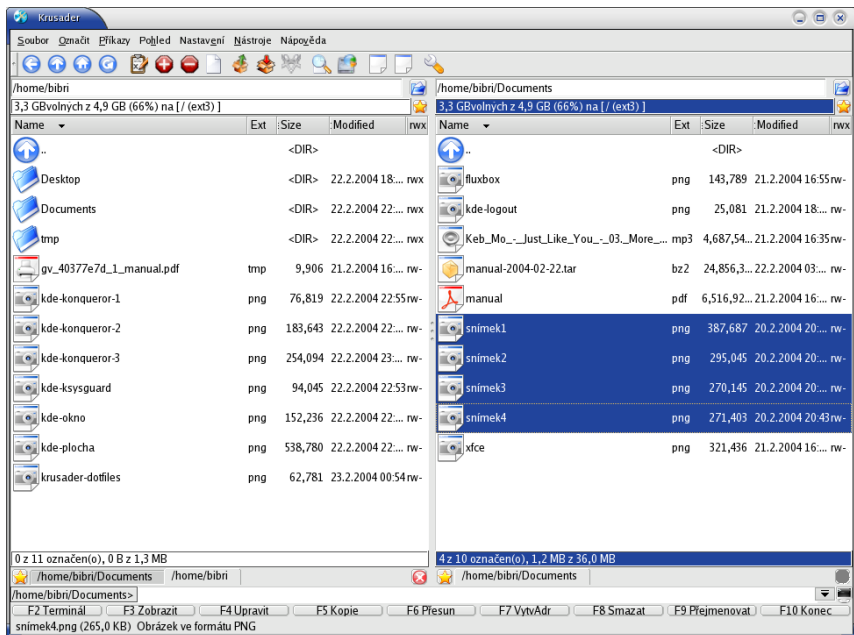 Krusader
Soubor Označit Příkazy Pohled Nastavení Nástroje Nápověda
/home/bibri
3,3 GBvolných z 4,9 GB (66%) na [/ (ext3) ]
Name Ext Size Modified rwx
.. <DIR>
Desktop <DIR> 22.2.2004 18:... rwx
Documents <DIR> 22.2.2004 22:... rwx
tmp <DIR> 22.2.2004 22:... rwx
gv_40377e7d_1_manual.pdf tmp 9,906 21.2.2004 16:... rw-
kde-konqueror-1 png 76,819 22.2.2004 22:55 rw-
kde-konqueror-2 png 183,643 22.2.2004 22:... rw-
kde-konqueror-3 png 254,094 22.2.2004 23:... rw-
kde-ksysguard png 94,045 22.2.2004 22:53 rw-
kde-okno png 152,236 22.2.2004 22:... rw-
kde-plocha png 538,780 22.2.2004 22:... rw-
krusader-dotfiles png 62,781 23.2.2004 00:54 rw-
0 z 11 označen(o), 0 B z 1,3 MB
/home/bibri/Documents /home/bibri
/home/bibri/Documents
3,3 GBvolných z 4,9 GB (66%) na [/ (ext3) ]
Name Ext Size Modified rwx
.. <DIR>
fluxbox png 143,789 21.2.2004 16:55 rw-
kde-logout png 25,081 21.2.2004 18:... rw-
Keb_Mo_-_Just_Like_You_-_03._More_... mp3 4,687,54... 21.2.2004 16:35 rw-
manual-2004-02-22.tar bz2 24,856,3... 22.2.2004 03:... rw-
manual pdf 6,516,92... 21.2.2004 16:... rw-
snímek1 png 387,687 20.2.2004 20:... rw-
snímek2 png 295,045 20.2.2004 20:... rw-
snímek3 png 270,145 20.2.2004 20:... rw-
snímek4 png 271,403 20.2.2004 20:43 rw-
xfce png 321,436 21.2.2004 16:... rw-
4 z 10 označen(o), 1,2 MB z 36,0 MB
/home/bibri/Documents
/home/bibri/Documents>
F2 Terminál F3 Zobrazit F4 Upravit F5 Kopie F6 Přesun F7 VytvAdr F8 Smazat F9 Přejmenovat F10 Konec
snímek4.png (265,0 KB) Obrázek ve formátu PNG